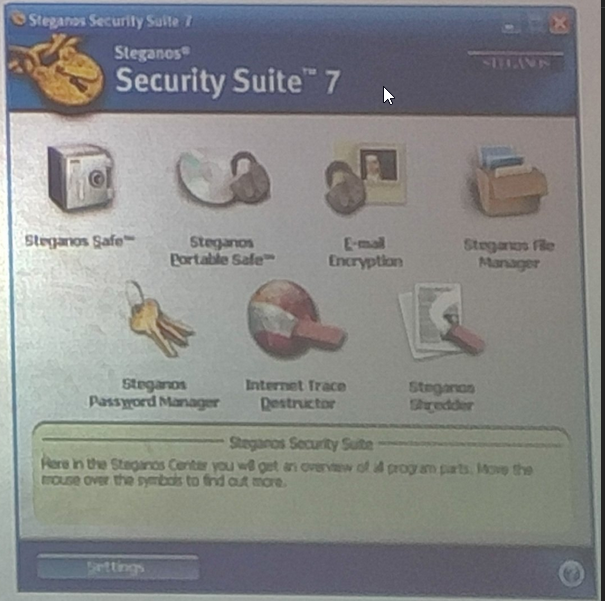 Steganos Security Suite 7
Steganos®
Security Suite™ 7
STEGANOS
Steganos Safe™
Steganos
Portable Safe™
E-mail
Encryption
Steganos File
Manager
Steganos
Password Manager
Internet Trace
Destructor
Steganos
Shredder
Steganos Security Suite
Here in the Steganos Center you will get an overview of all program parts. Move the
mouse over the symbols to find out more.
Settings
?